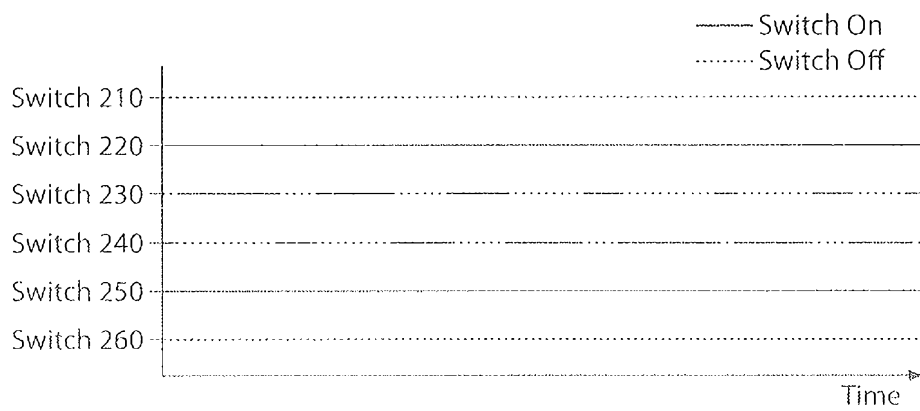 Switch On
Switch Off
Switch 210
Switch 220
Switch 230
Switch 240
Switch 250
Switch 260
Time